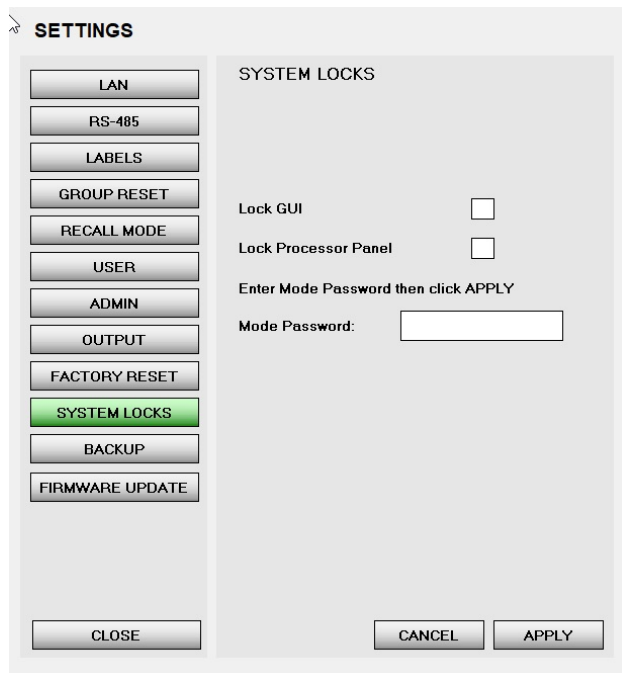 SETTINGS
LAN
RS-485
LABELS
GROUP RESET
RECALL MODE
USER
ADMIN
OUTPUT
FACTORY RESET
SYSTEM LOCKS
BACKUP
FIRMWARE UPDATE
CLOSE
SYSTEM LOCKS
Lock GUI
Lock Processor Panel
Enter Mode Password then click APPLY
Mode Password:
CANCEL
APPLY